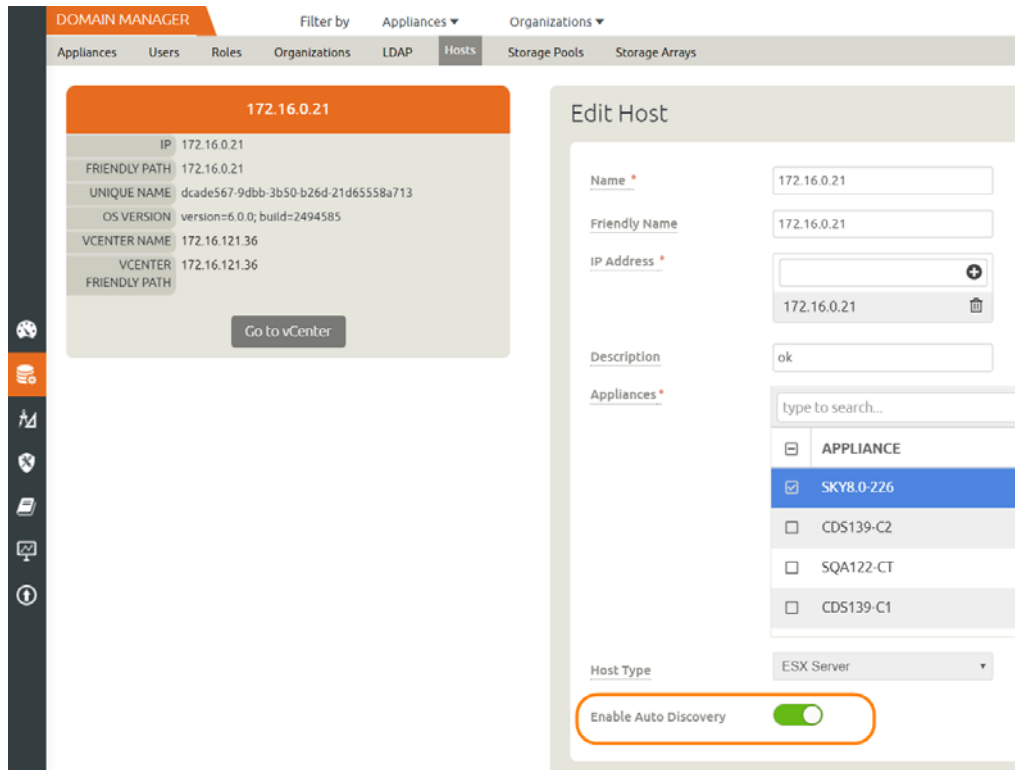 DOMAIN MANAGER Filter by Appliances Organizations
Appliances Users Roles Organizations LDAP Hosts Storage Pools Storage Arrays
172.16.0.21
IP 172.16.0.21
FRIENDLY PATH 172.16.0.21
UNIQUE NAME dcade567-9dbb-3b50-b26d-21d65558a713
OS VERSION version=6.0.0; build=2494585
VCENTER NAME 172.16.121.36
VCENTER 172.16.121.36
FRIENDLY PATH
Go to vCenter
Edit Host
Name * 172.16.0.21
Friendly Name 172.16.0.21
IP Address *
172.16.0.21
Description ok
Appliances *
type to search...
APPLIANCE
SKY8.0-226
CDS139-C2
SQA122-CT
CDS139-C1
Host Type ESX Server
Enable Auto Discovery